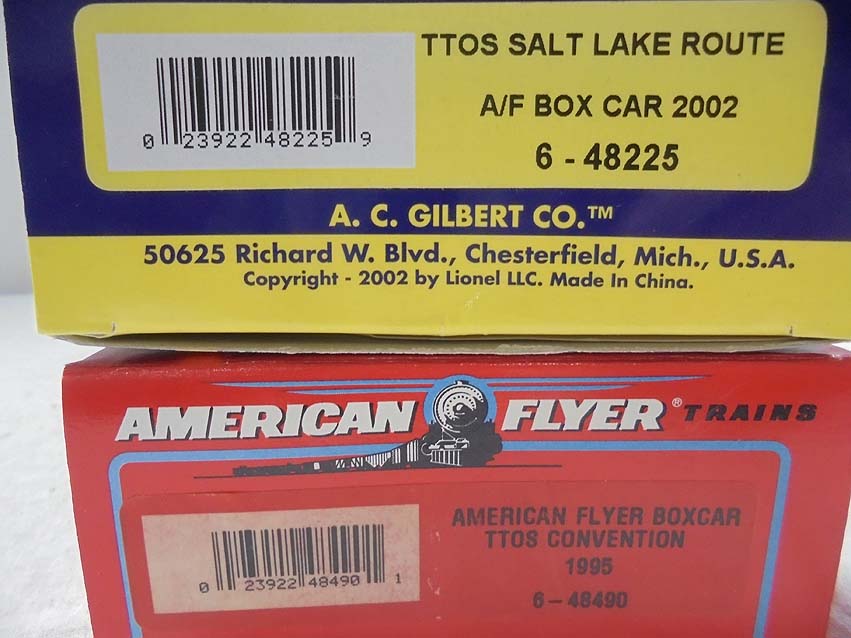 TTOS SALT LAKE ROUTE
A/F BOX CAR 2002
6 - 48225
0 23922 48225 9
A. C. GILBERT CO.™
50625 Richard W. Blvd., Chesterfield, Mich., U.S.A.
Copyright - 2002 by Lionel LLC. Made In China.
AMERICAN FLYER® TRAINS
AMERICAN FLYER BOXCAR
TTOS CONVENTION
1995
6-48490
0 23922 48490 1